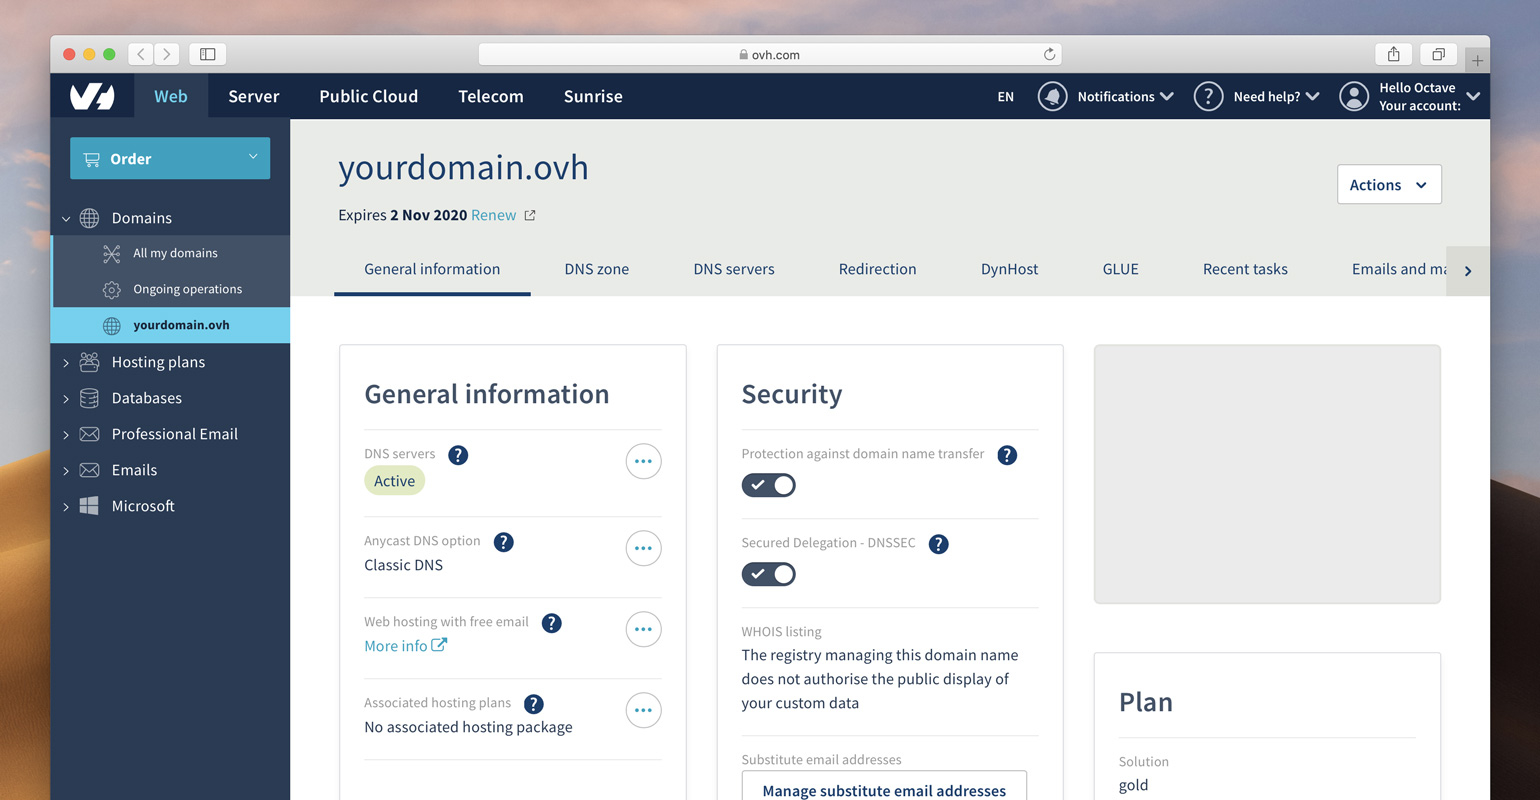 ovh.com
Web
Server
Public Cloud
Telecom
Sunrise
EN
Notifications
?
Need help?
Hello Octave
Your account:
Order
Domains
All my domains
Ongoing operations
yourdomain.ovh
Hosting plans
Databases
Professional Email
Emails
Microsoft
yourdomain.ovh
Expires 2 Nov 2020 Renew
Actions
General information
DNS zone
DNS servers
Redirection
DynHost
GLUE
Recent tasks
Emails and ma
General information
DNS servers ?
Active
Anycast DNS option ?
Classic DNS
Web hosting with free email ?
More info
Associated hosting plans ?
No associated hosting package
Security
Protection against domain name transfer ?
Secured Delegation - DNSSEC ?
WHOIS listing
The registry managing this domain name
does not authorise the public display of
your custom data
Substitute email addresses
Manage substitute email addresses
Plan
Solution
gold